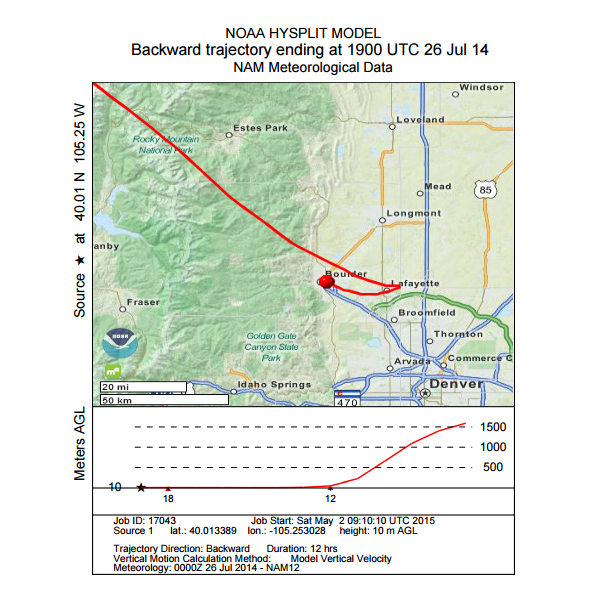 NOAA HYSPLIT MODEL
Backward trajectory ending at 1900 UTC 26 Jul 14
NAM Meteorological Data
Source ★ at 40.01 N 105.25 W
Windsor
Loveland
Estes Park
Rocky Mountain
National Park
Mead
85
Longmont
anby
Boulder
Lafayette
Fraser
Broomfield
NOAA
Golden Gate
Canyon State
Park
Thornton
Arvada
Commerce C
20 mi
Idaho Springs
Denver
50 km
470
Meters AGL
1500
1000
500
10
18
12
Job ID: 17043 Job Start: Sat May 2 09:10:10 UTC 2015
Source 1 lat.: 40.013389 lon.: -105.253028 height: 10 m AGL
Trajectory Direction: Backward Duration: 12 hrs
Vertical Motion Calculation Method: Model Vertical Velocity
Meteorology: 0000Z 26 Jul 2014 - NAM12